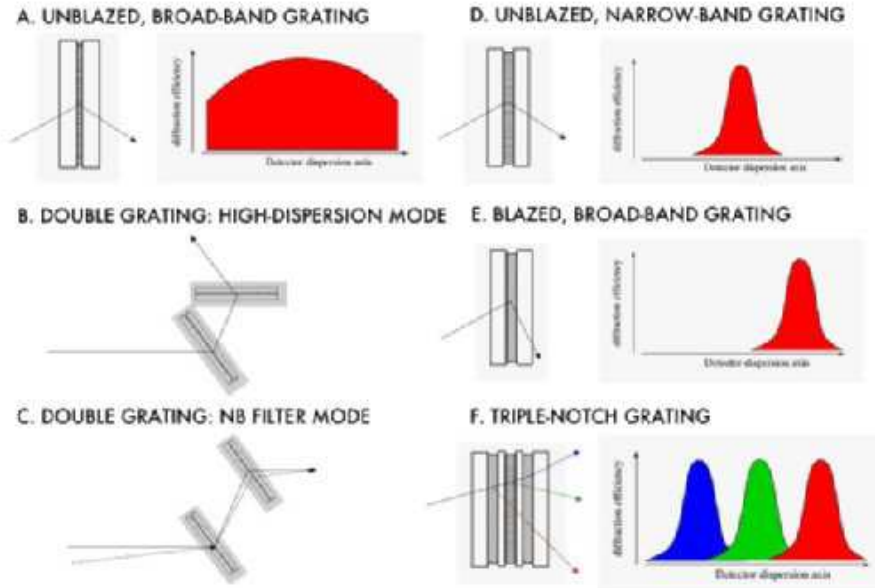 A. UNBLAZED, BROAD-BAND GRATING
diffraction efficiency
Detector dispersion axis
B. DOUBLE GRATING: HIGH-DISPERSION MODE
C. DOUBLE GRATING: NB FILTER MODE
D. UNBLAZED, NARROW-BAND GRATING
diffraction efficiency
Detector dispersion axis
E. BLAZED, BROAD-BAND GRATING
diffraction efficiency
Detector dispersion axis
F. TRIPLE-NOTCH GRATING
diffraction efficiency
Detector dispersion axis